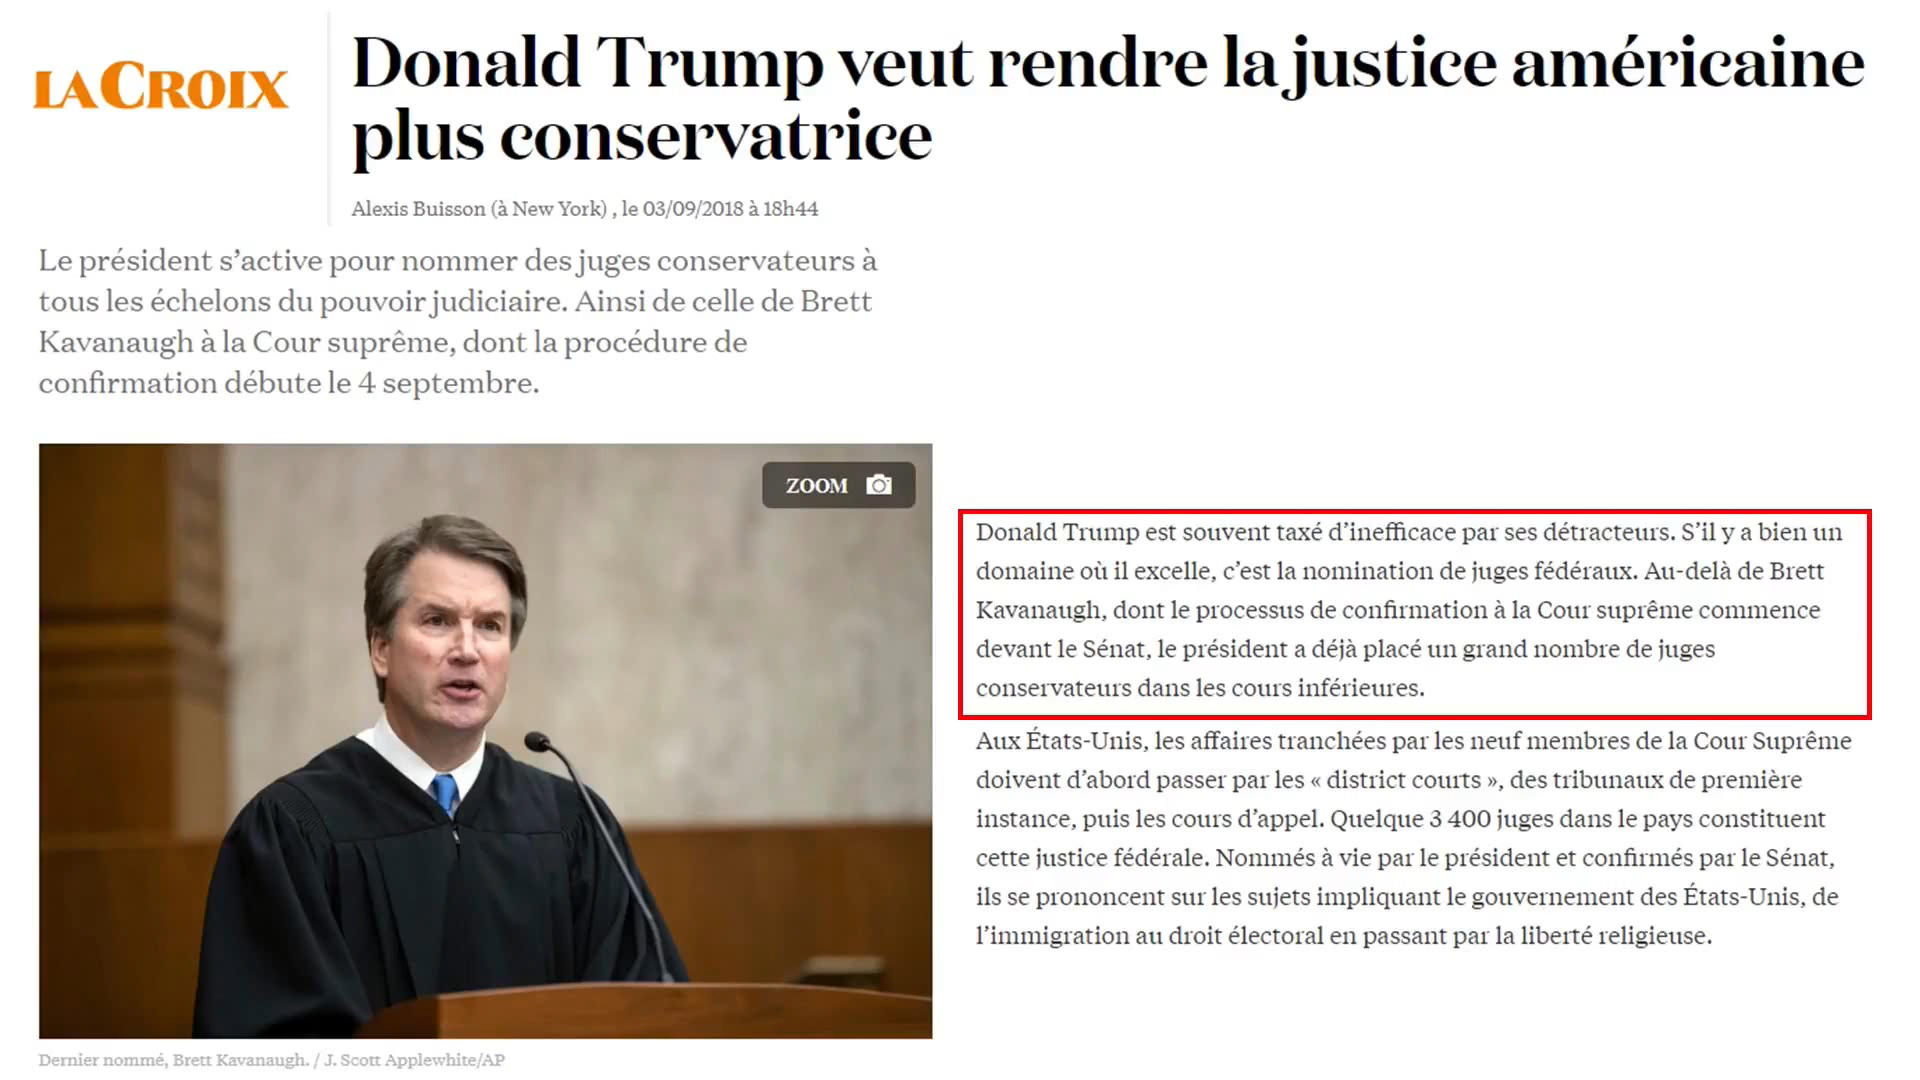 LA CROIX
Donald Trump veut rendre la justice américaine
plus conservatrice
Alexis Buisson (à New York) , le 03/09/2018 à 18h44
Le président s’active pour nommer des juges conservateurs à
tous les échelons du pouvoir judiciaire. Ainsi de celle de Brett
Kavanaugh à la Cour suprême, dont la procédure de
confirmation débute le 4 septembre.
ZOOM
Donald Trump est souvent taxé d’inefficace par ses détracteurs. S’il y a bien un
domaine où il excelle, c’est la nomination de juges fédéraux. Au-delà de Brett
Kavanaugh, dont le processus de confirmation à la Cour suprême commence
devant le Sénat, le président a déjà placé un grand nombre de juges
conservateurs dans les cours inférieures.
Aux États-Unis, les affaires tranchées par les neuf membres de la Cour Suprême
doivent d’abord passer par les « district courts », des tribunaux de première
instance, puis les cours d’appel. Quelque 3 400 juges dans le pays constituent
cette justice fédérale. Nommés à vie par le président et confirmés par le Sénat,
ils se prononcent sur les sujets impliquant le gouvernement des États-Unis, de
l’immigration au droit électoral en passant par la liberté religieuse.
Dernier nommé, Brett Kavanaugh. / J. Scott Applewhite/AP